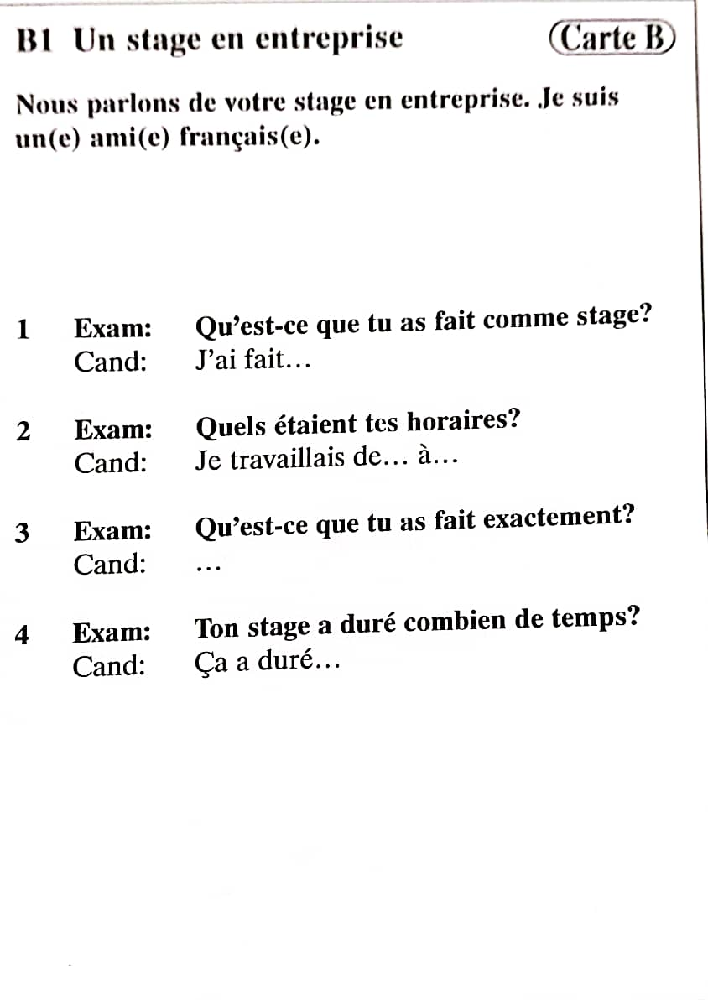 B1 Un stage en entreprise Carte B
Nous parlons de votre stage en entreprise. Je suis
un(e) ami(e) français(e).
1 Exam: Qu’est-ce que tu as fait comme stage?
Cand: J’ai fait…
2 Exam: Quels étaient tes horaires?
Cand: Je travaillais de… à…
3 Exam: Qu’est-ce que tu as fait exactement?
Cand: …
4 Exam: Ton stage a duré combien de temps?
Cand: Ça a duré…